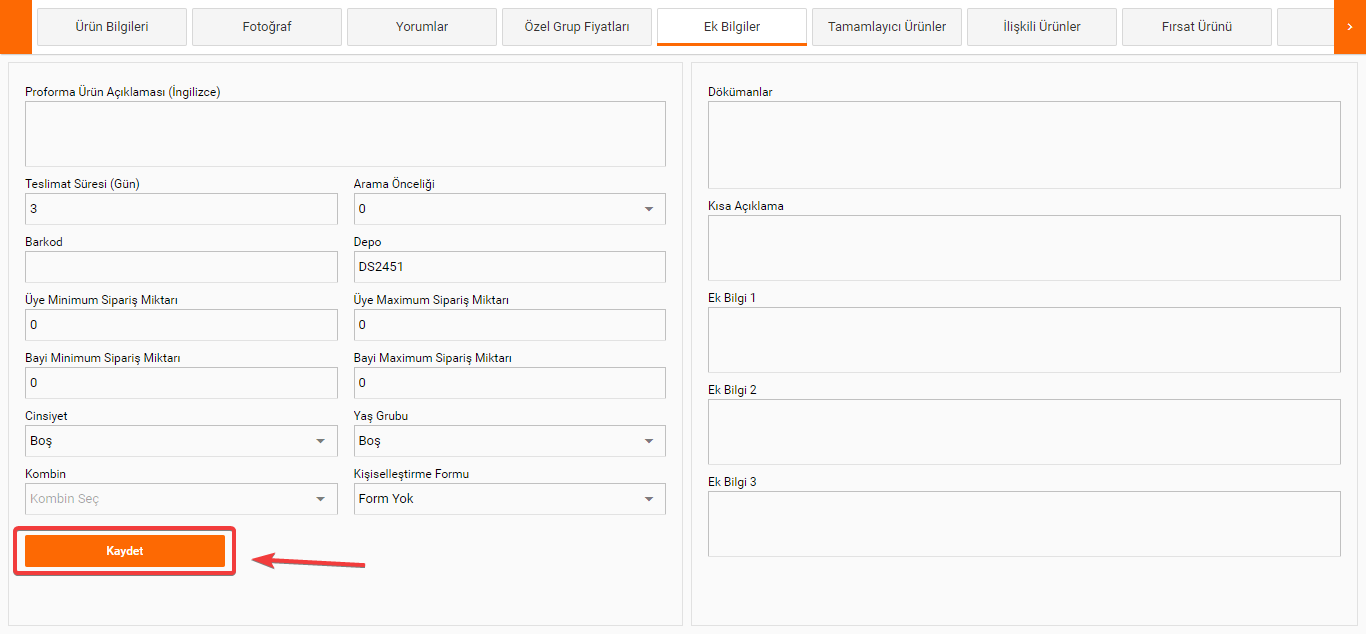 Ürün Bilgileri
Fotoğraf
Yorumlar
Özel Grup Fiyatları
Ek Bilgiler
Tamamlayıcı Ürünler
İlişkili Ürünler
Fırsat Ürünü
Proforma Ürün Açıklaması (İngilizce)
Teslimat Süresi (Gün)
Arama Önceliği
3
0
Barkod
Depo
DS2451
Üye Minimum Sipariş Miktarı
Üye Maximum Sipariş Miktarı
0
0
Bayi Minimum Sipariş Miktarı
Bayi Maximum Sipariş Miktarı
0
0
Cinsiyet
Yaş Grubu
Boş
Boş
Kombin
Kişiselleştirme Formu
Kombin Seç
Form Yok
Kaydet
Dökümanlar
Kısa Açıklama
Ek Bilgi 1
Ek Bilgi 2
Ek Bilgi 3